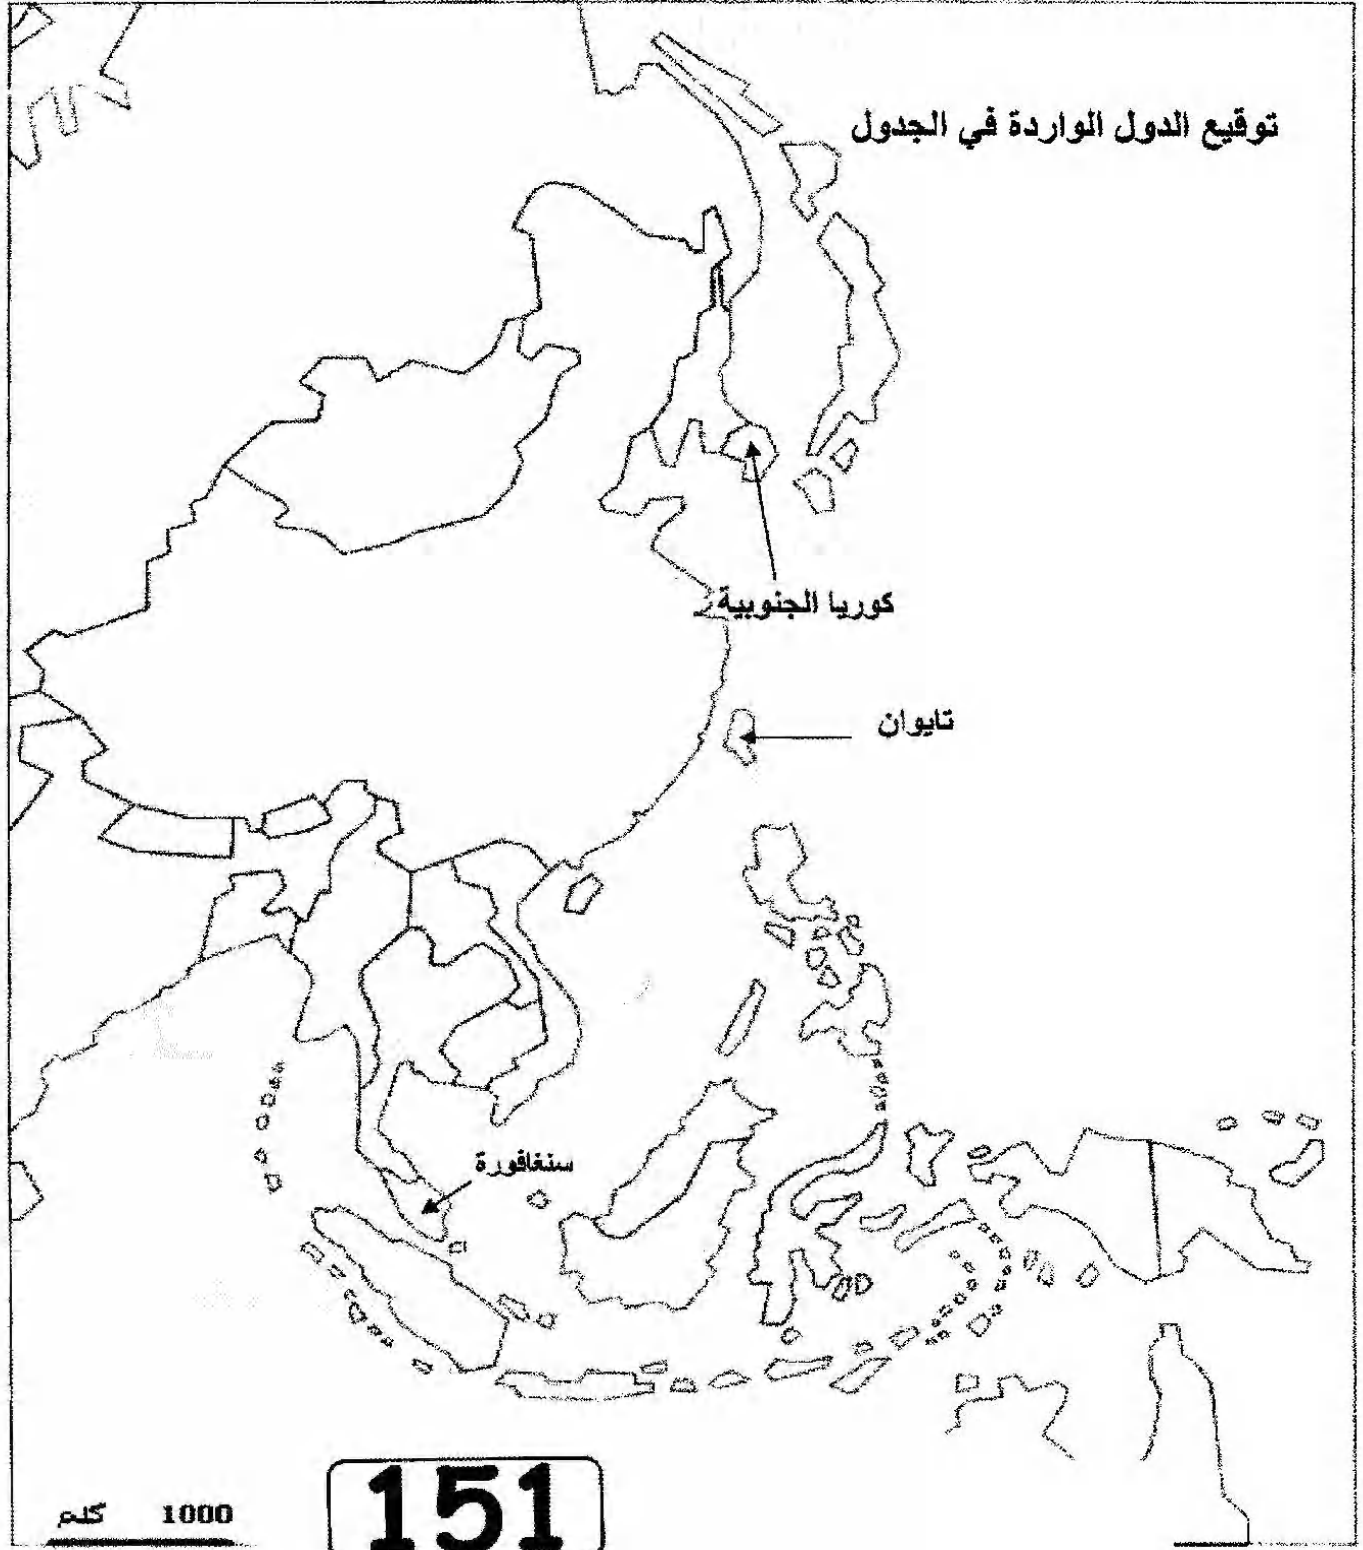 توقيع الدول الواردة في الجدول
كوريا الجنوبية
تايوان
سنغافورة
1000 كلم
151